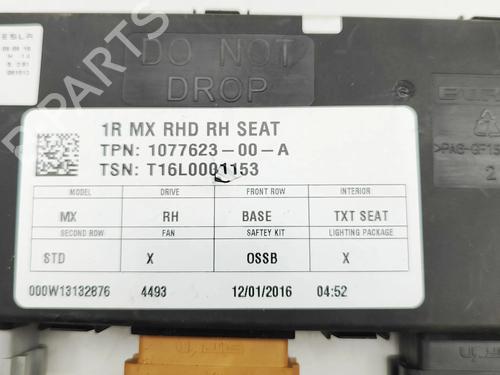 DO NOT
DROP
1R MX RHD RH SEAT
TPN: 1077623-00-A
TSN: T16L0001153
MODEL DRIVE FRONT ROW INTERIOR
MX RH BASE TXT SEAT
SECOND ROW FAN SAFTEY KIT LIGHTING PACKAGE
STD X OSSB X
000W13132876 4493 12/01/2016 04:52
B-PARTS